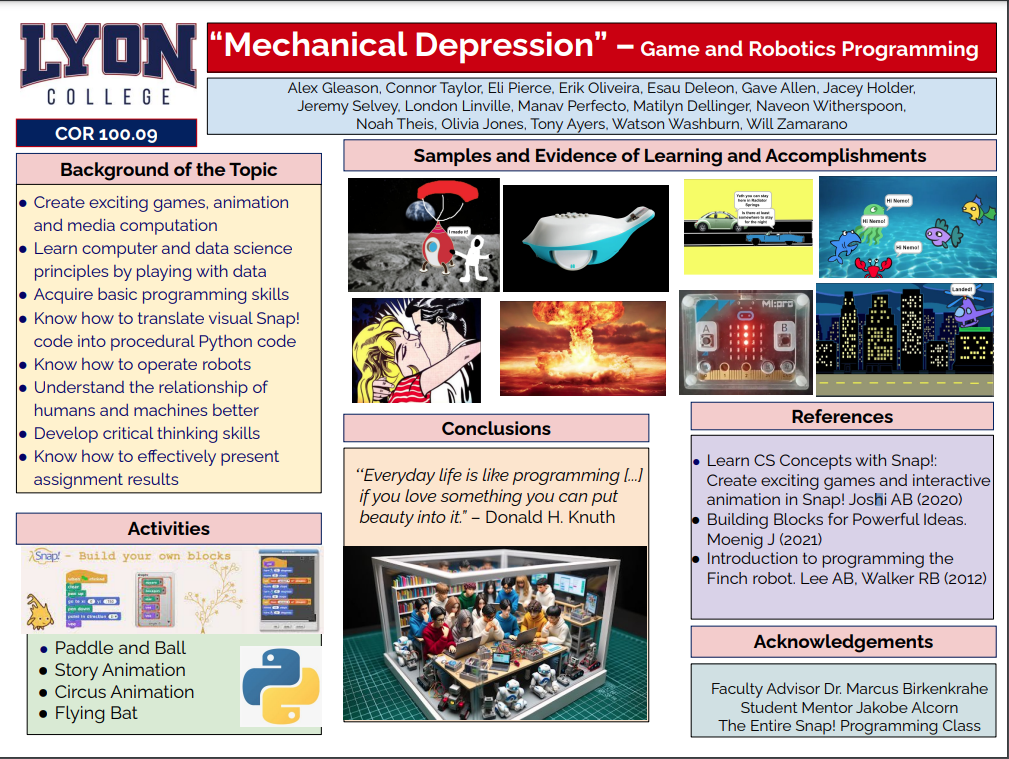 LYON
COLLEGE
COR 100.09
“Mechanical Depression” – Game and Robotics Programming
Alex Gleason, Connor Taylor, Eli Pierce, Erik Oliveira, Esau Deleon, Gave Allen, Jacey Holder,
Jeremy Selvey, London Linville, Manav Perfecto, Matilyn Dellinger, Naveon Witherspoon,
Noah Theis, Olivia Jones, Tony Ayers, Watson Washburn, Will Zamarano
Background of the Topic
● Create exciting games, animation
and media computation
● Learn computer and data science
principles by playing with data
● Acquire basic programming skills
● Know how to translate visual Snap!
code into procedural Python code
● Know how to operate robots
● Understand the relationship of
humans and machines better
● Develop critical thinking skills
● Know how to effectively present
assignment results
Activities
Snap! - Build your own blocks
● Paddle and Ball
● Story Animation
● Circus Animation
● Flying Bat
Samples and Evidence of Learning and Accomplishments
I made it!
Yeah you can stay
here in Radiator
Springs
Is there at least
somewhere to stay
for the night
Hi Nemo!
Hi Nemo!
Hi Nemo!
A
B
Landed!
Conclusions
‘‘Everyday life is like programming [...]
if you love something you can put
beauty into it.” – Donald H. Knuth
References
● Learn CS Concepts with Snap!:
Create exciting games and interactive
animation in Snap! Joshi AB (2020)
● Building Blocks for Powerful Ideas.
Moenig J (2021)
● Introduction to programming the
Finch robot. Lee AB, Walker RB (2012)
Acknowledgements
Faculty Advisor Dr. Marcus Birkenkrahe
Student Mentor Jakobe Alcorn
The Entire Snap! Programming Class